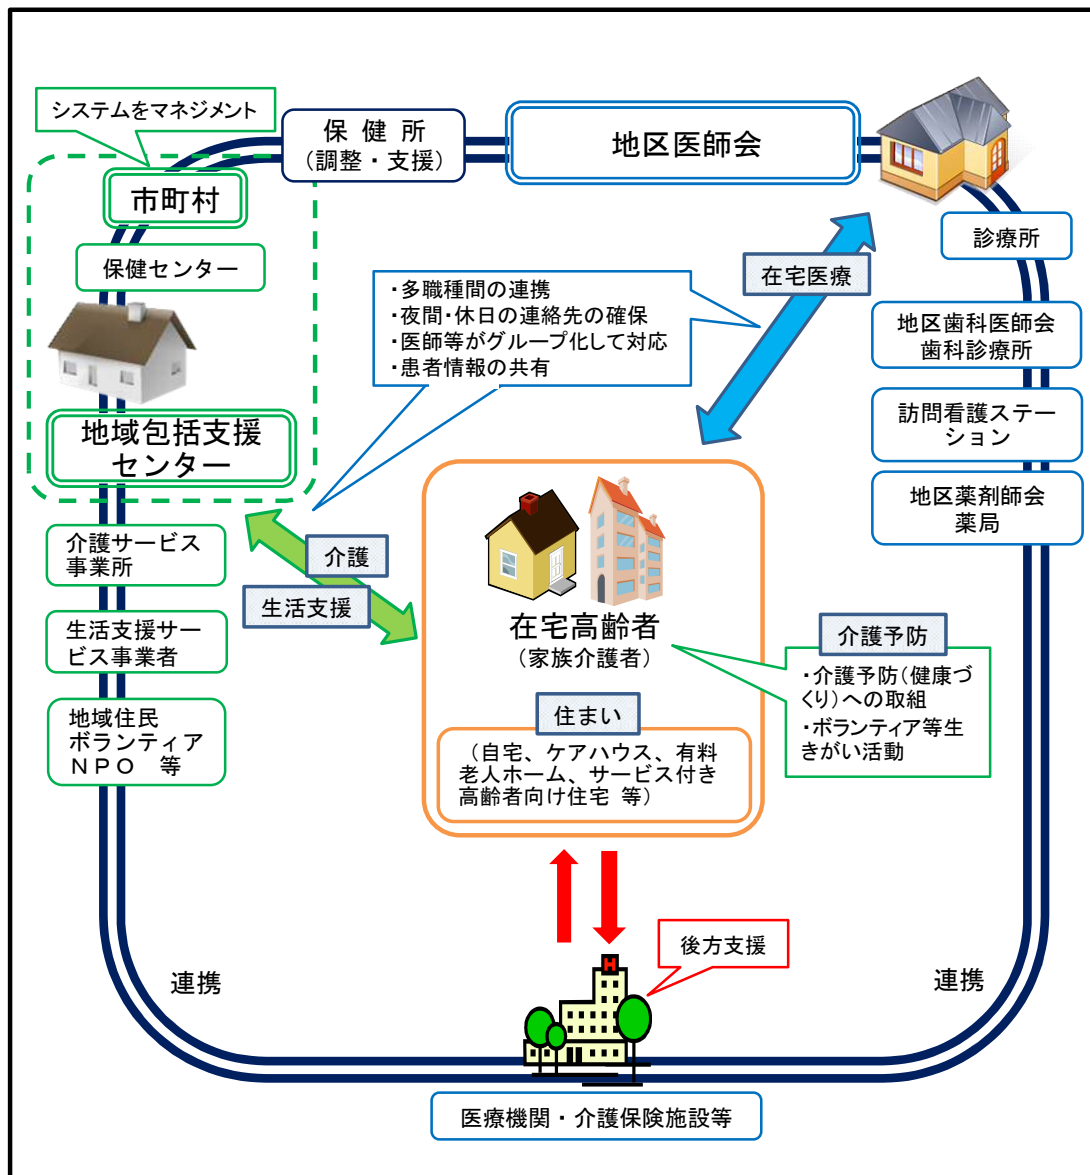 システムをマネジメント
保 健 所
（調整・支援）
地区医師会
市町村
保健センター
地域包括支援
センター
診療所
在宅医療
・多職種間の連携
・夜間・休日の連絡先の確保
・医師等がグループ化して対応
・患者情報の共有
地区歯科医師会
歯科診療所
訪問看護ステー
ション
地区薬剤師会
薬局
介護サービス
事業所
生活支援サー
ビス事業者
地域住民
ボランティア
ＮＰＯ 等
介護
生活支援
在宅高齢者
（家族介護者）
住まい
（自宅、ケアハウス、有料
老人ホーム、サービス付き
高齢者向け住宅 等）
介護予防
・介護予防（健康づ
くり）への取組
・ボランティア等生
きがい活動
後方支援
H
連携
連携
医療機関・介護保険施設等